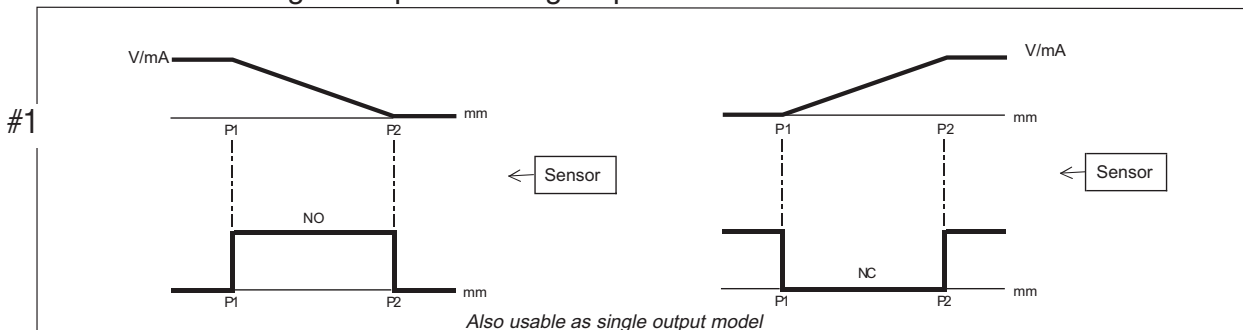 V/mA
mm
P1
P2
#1
Sensor
NO
mm
P1
P2
V/mA
mm
P1
P2
Sensor
NC
mm
P1
P2
Also usable as single output model